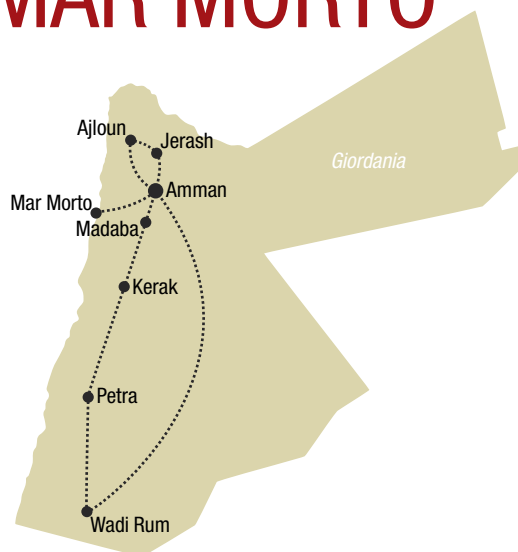 MAR MORTO
Ajloun
Jerash
Giordania
Amman
Mar Morto
Madaba
Kerak
Petra
Wadi Rum